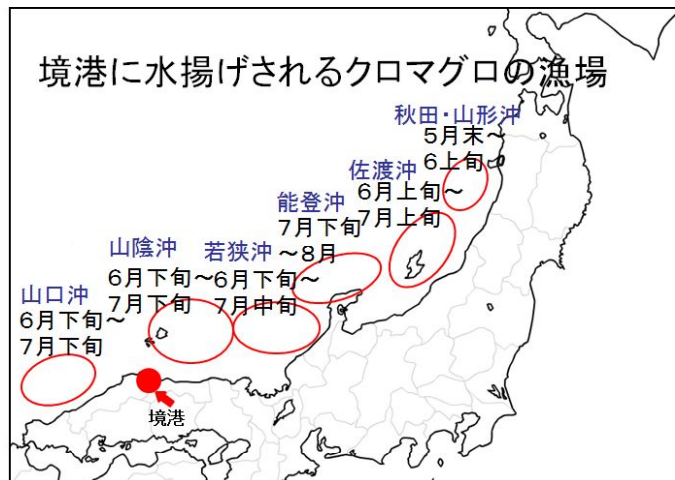 境港に水揚げされるクロマグロの漁場
秋田・山形沖
5月末～
6上旬
佐渡沖
6月上旬～
7月上旬
能登沖
7月下旬
～8月
若狭沖
6月下旬～
7月中旬
山陰沖
6月下旬～
7月下旬
山口沖
6月下旬～
7月下旬
境港